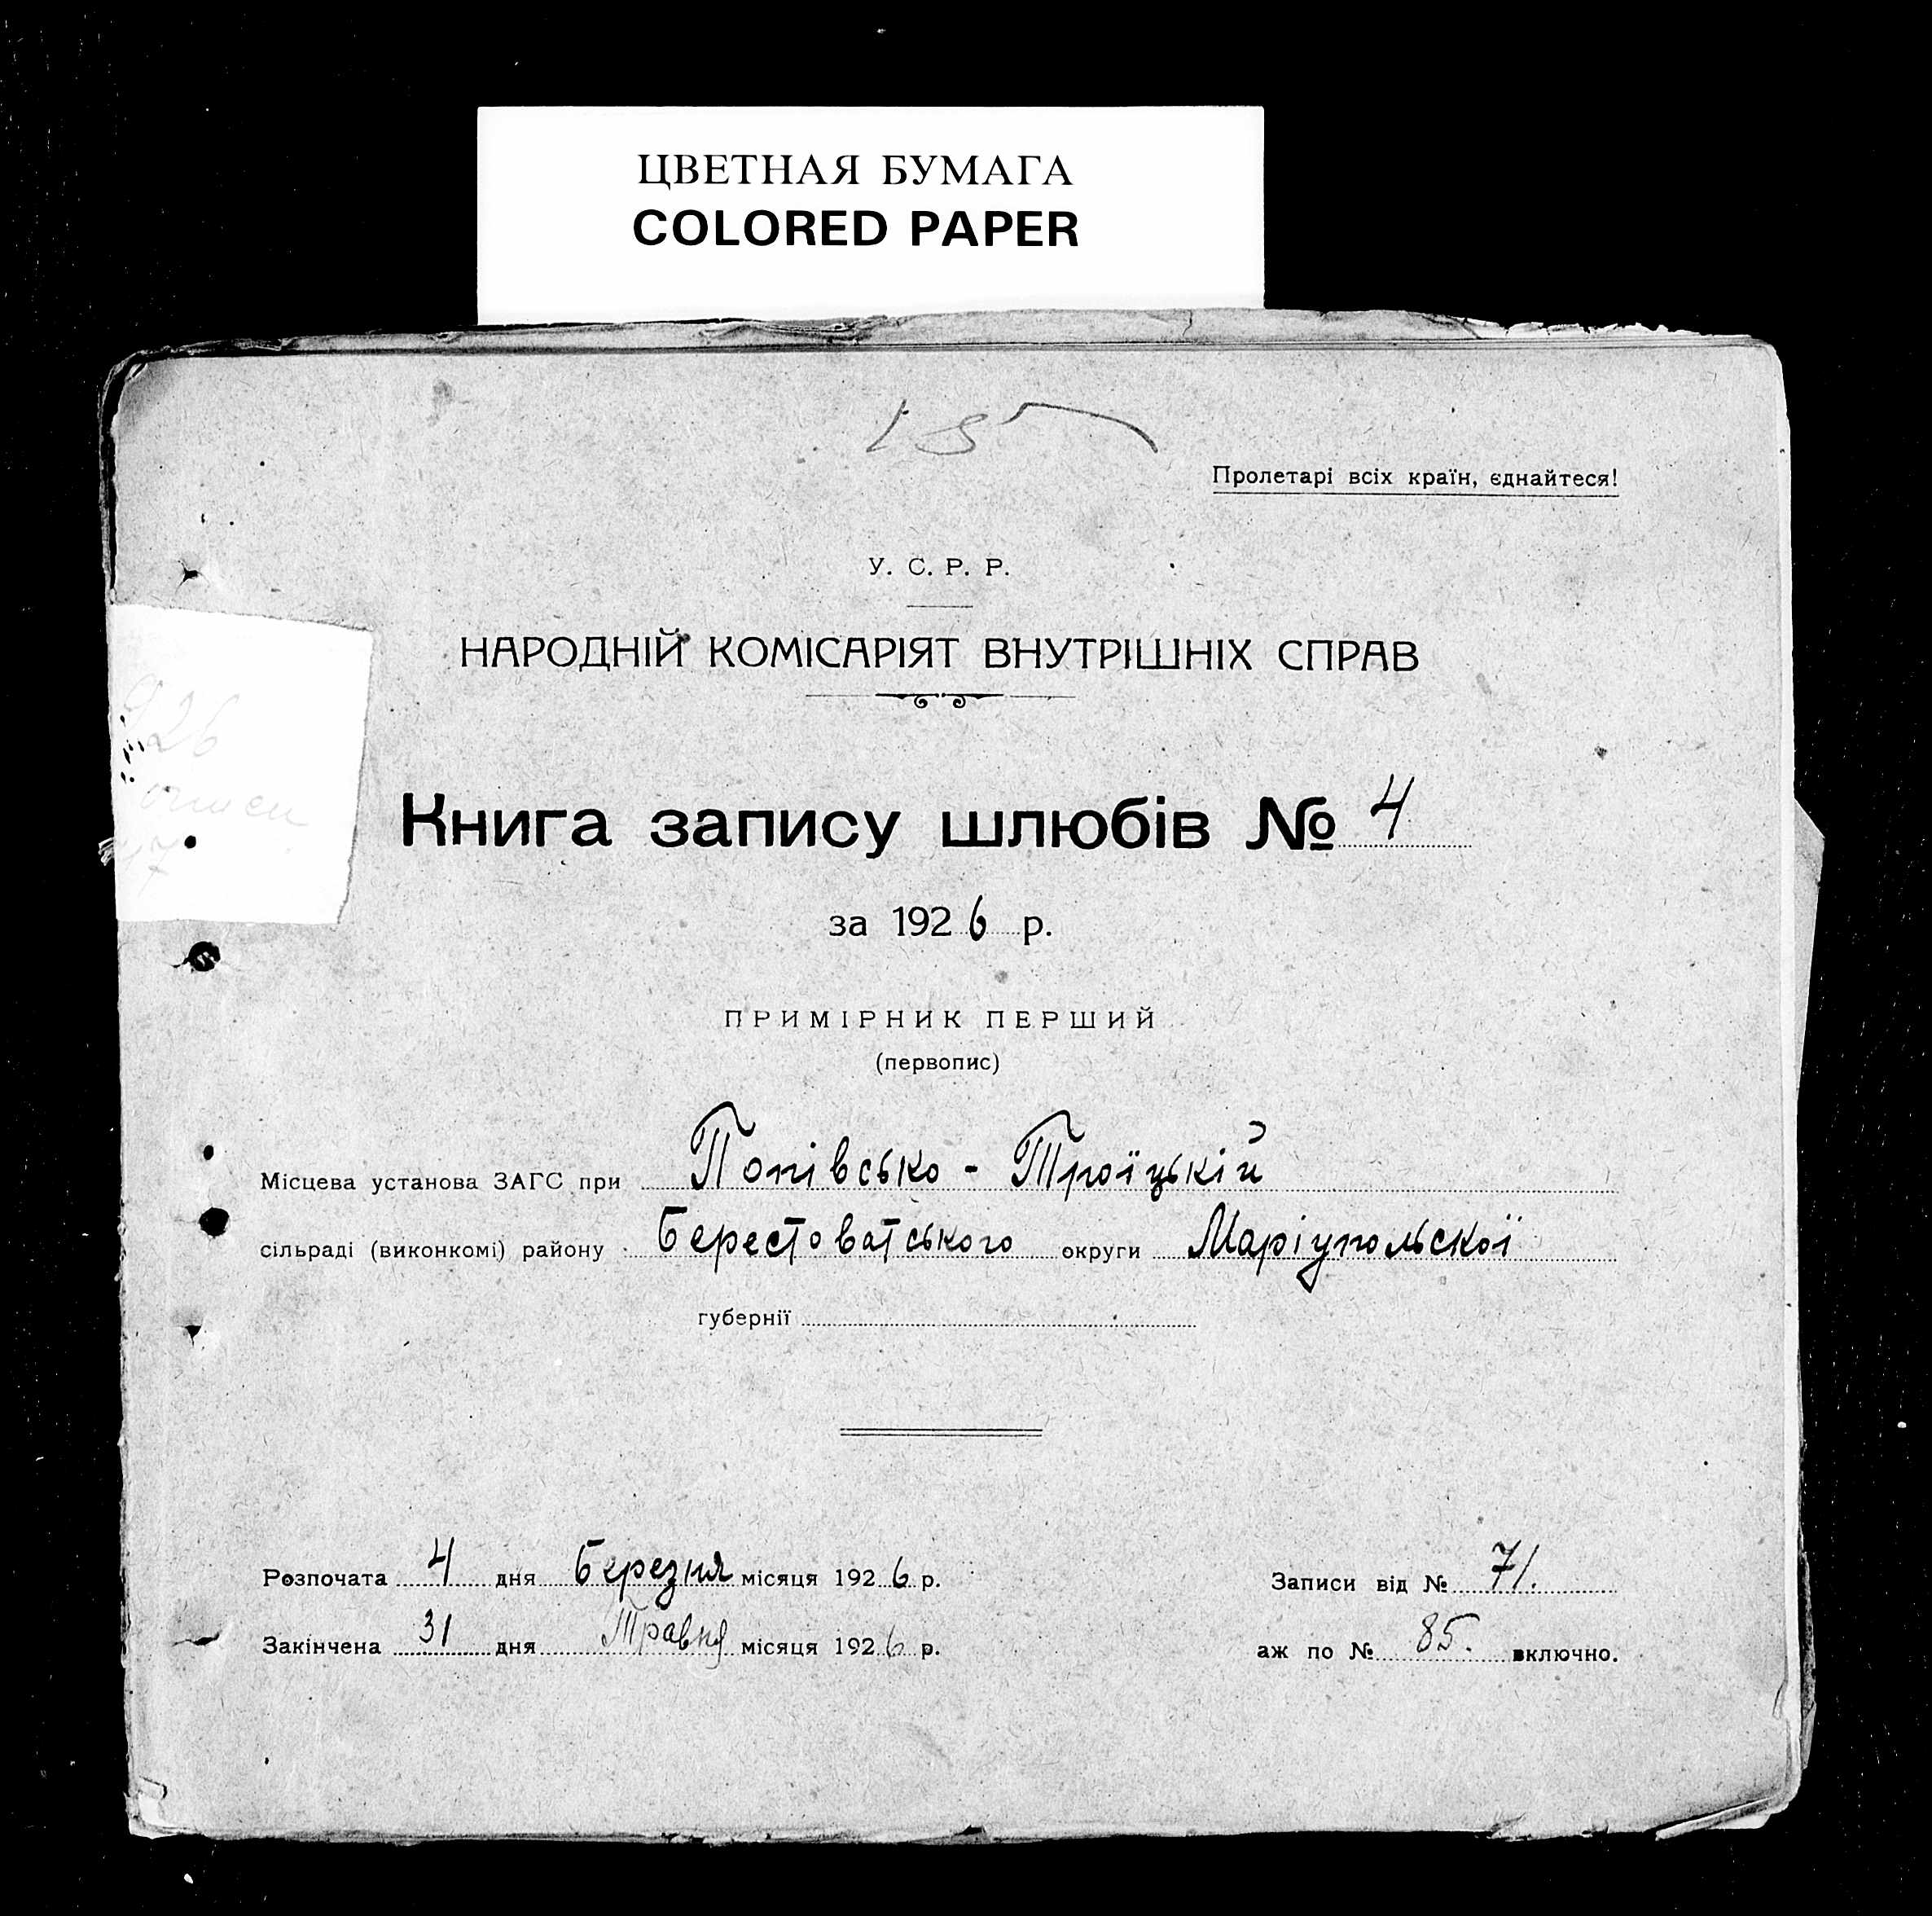 ЦВЕТНАЯ БУМАГА
COLORED PAPER
Пролетарі всіх країн, єднайтеся!
У. С. Р. Р.
НАРОДНІЙ КОМІСАРІЯТ ВНУТРІШНІХ СПРАВ
926
описи
Книга запису шлюбів № 4
за 1926 р.
ПРИМІРНИК ПЕРШИЙ
(первопис)
Місцева установа ЗАГС при Попівсько - Троїцькій
сільраді (виконкомі) району Берестоватського округи Маріупольскої
губернії
Розпочата 4 дня Березня місяця 1926 р.
Записи від № 71.
Закінчена 31 дня Травня місяця 1926 р.
аж по № 85. включно.